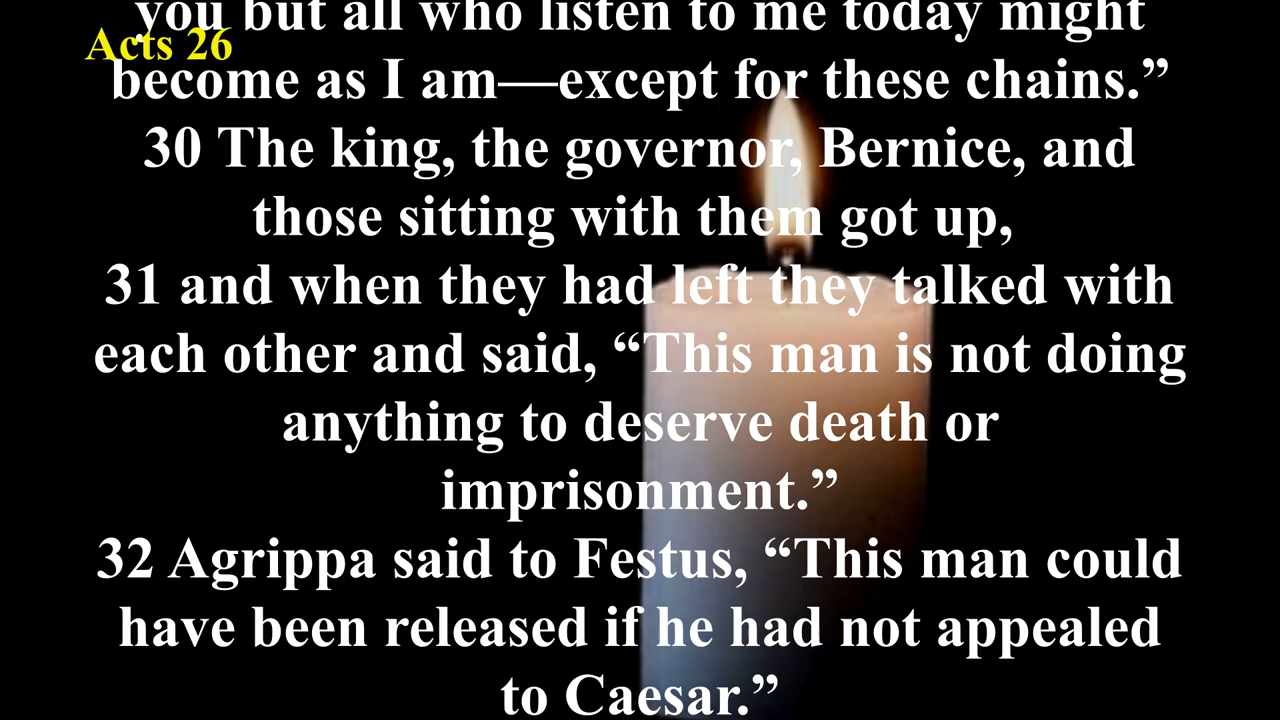 you but all who listen to me today might
Acts 26
become as I am—except for these chains.”
30 The king, the governor, Bernice, and
those sitting with them got up,
31 and when they had left they talked with
each other and said, “This man is not doing
anything to deserve death or
imprisonment.”
32 Agrippa said to Festus, “This man could
have been released if he had not appealed
to Caesar.”